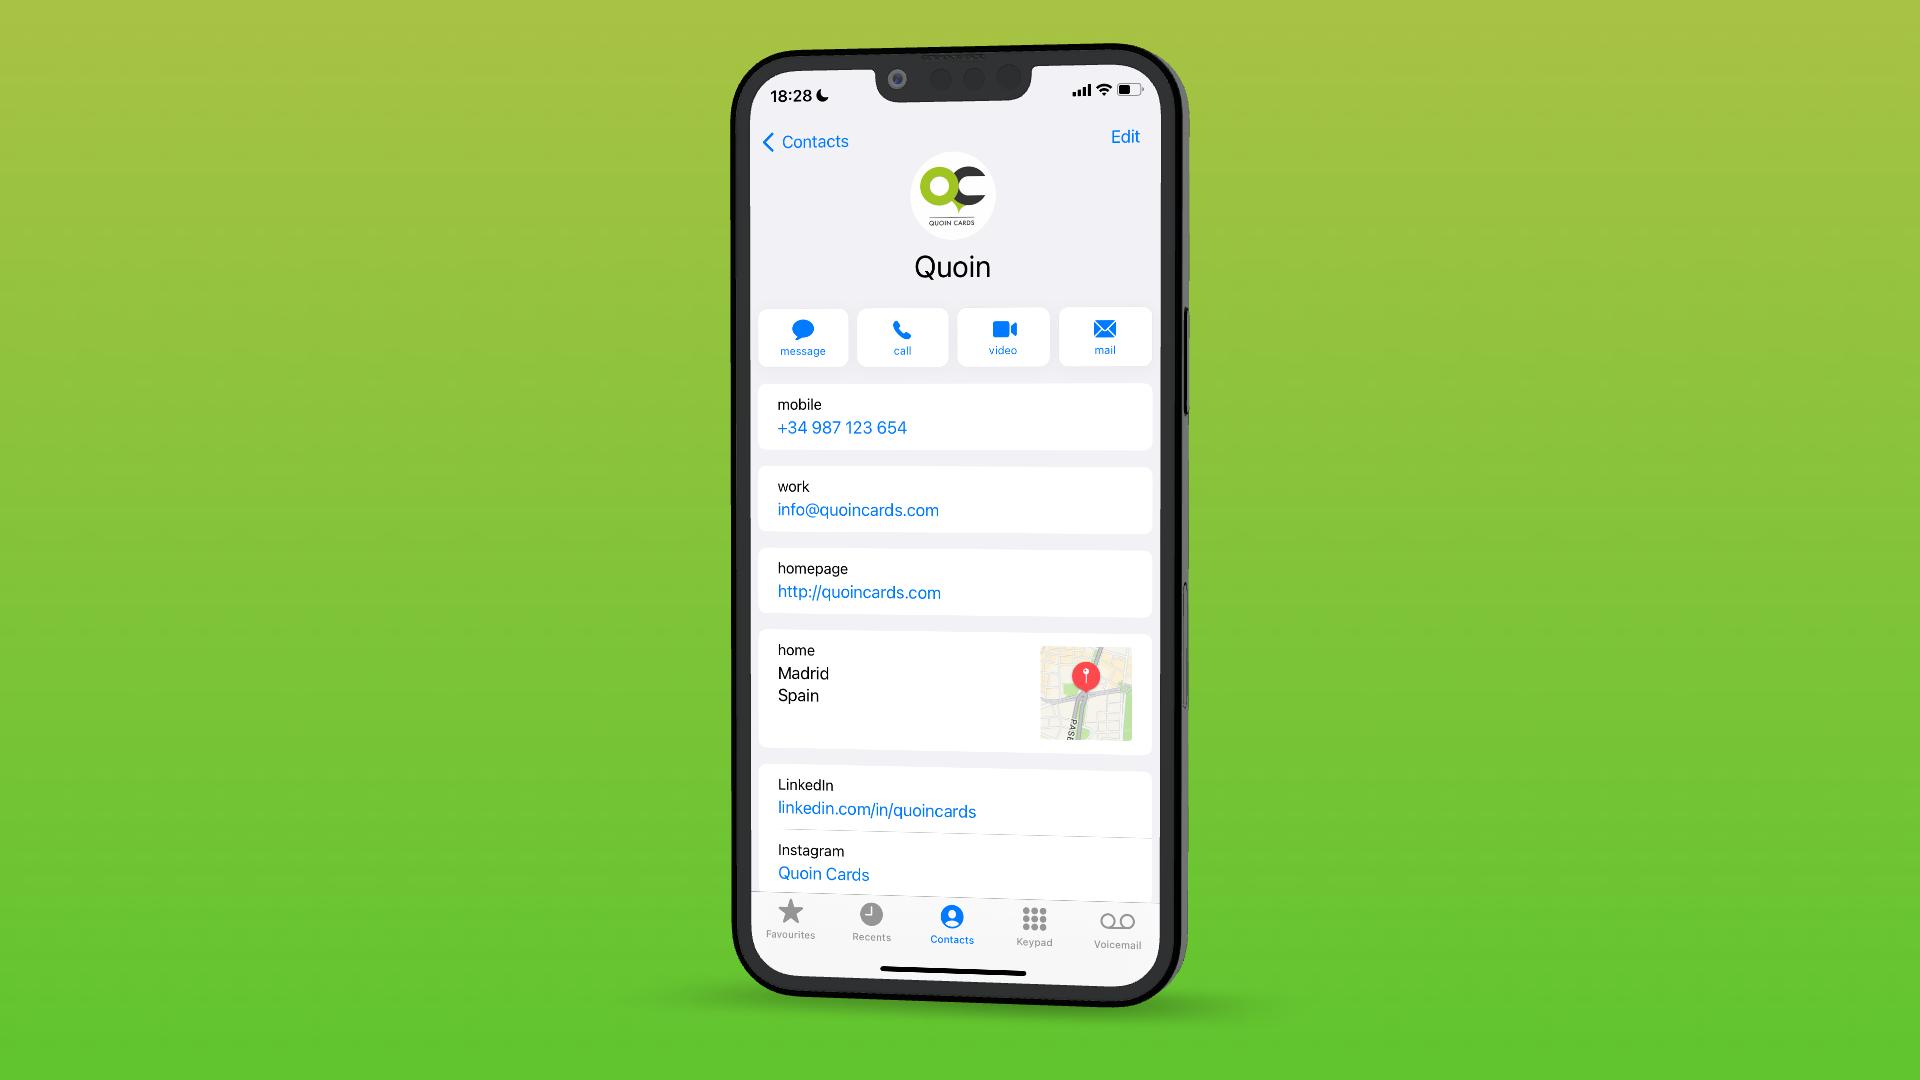 18:28
Contacts
Edit
QC
QUOIN CARDS
Quoin
message
call
video
mail
mobile
+34 987 123 654
work
info@quoincards.com
homepage
http://quoincards.com
home
Madrid
Spain
PASE
LinkedIn
linkedin.com/in/quoincards
Instagram
Quoin Cards
Favourites
Recents
Contacts
Keypad
Voicemail